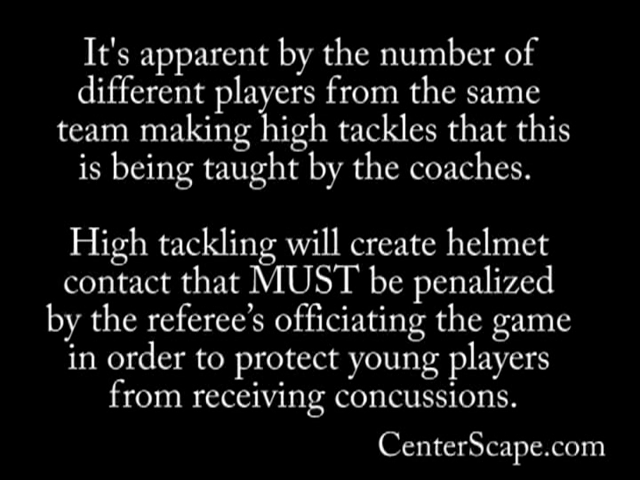 It's apparent by the number of
different players from the same
team making high tackles that this
is being taught by the coaches.
High tackling will create helmet
contact that MUST be penalized
by the referee’s officiating the game
in order to protect young players
from receiving concussions.
CenterScape.com